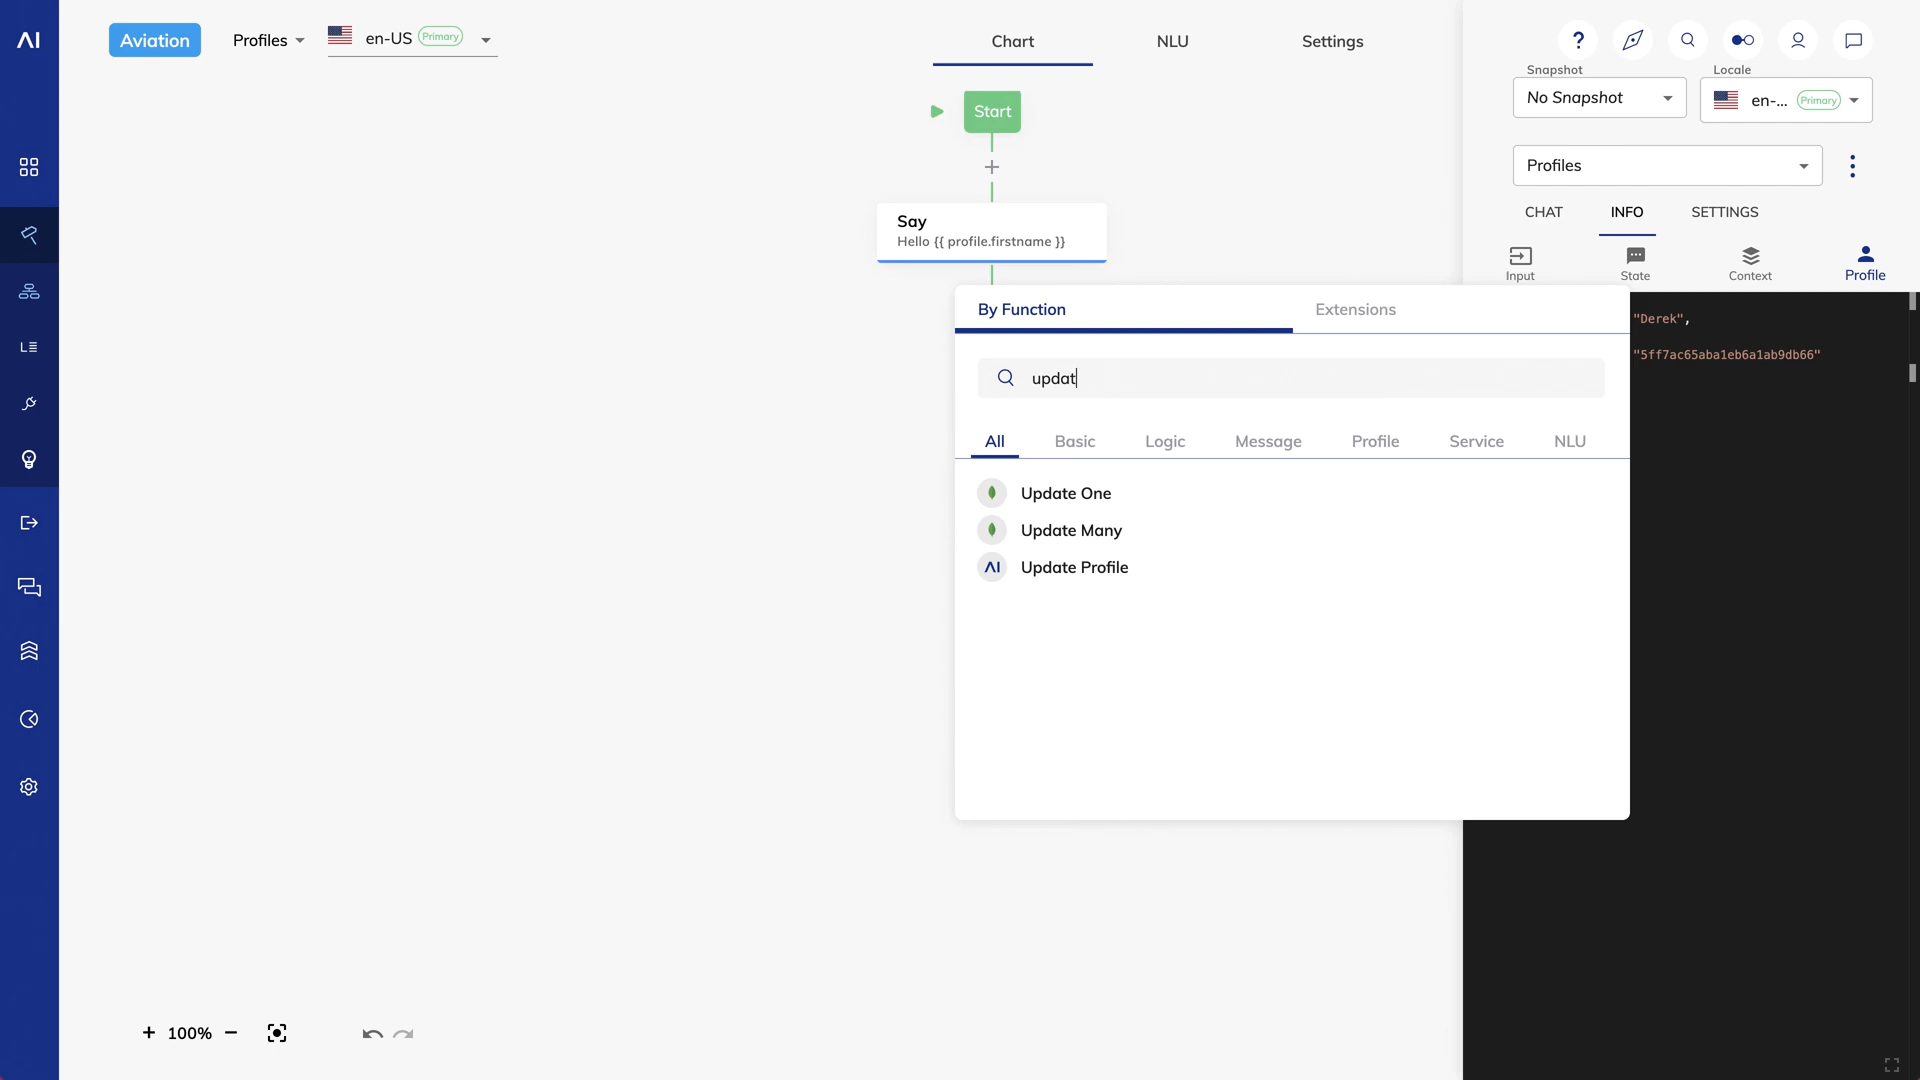 Aviation
Profiles
en-US Primary
Chart
NLU
Settings
Start
Say
Hello {{ profile.firstname }}
By Function
Extensions
updat
All
Basic
Logic
Message
Profile
Service
NLU
Update One
Update Many
AI Update Profile
100%
AI
?
Snapshot
No Snapshot
Locale
en-... Primary
Profiles
CHAT
INFO
SETTINGS
Input
State
Context
Profile
"Derek",
"5ff7ac65aba1eb6a1ab9db66"